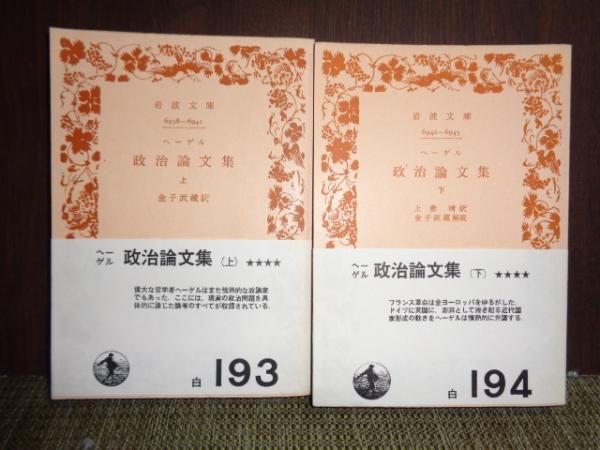 岩波文庫
6938—6941
ヘーゲル
政治論文集
上
金子武蔵訳
ヘーゲル 政治論文集(上) ★★★★
偉大な哲学者ヘーゲルはまた情熱的な政論家
でもあった.ここには,現実の政治問題を具
体的に論じた論考のすべてが収録されている.
白 193
岩波文庫
6942—6945
ヘーゲル
政治論文集
下
上妻 精訳
金子武蔵解説
ヘーゲル 政治論文集(下) ★★★★
フランス革命は全ヨーロッパをゆるがした.
ドイツに英国に,澎湃として捲き起る近代国
家形成の動きをヘーゲルは情熱的に弁護する.
白 194